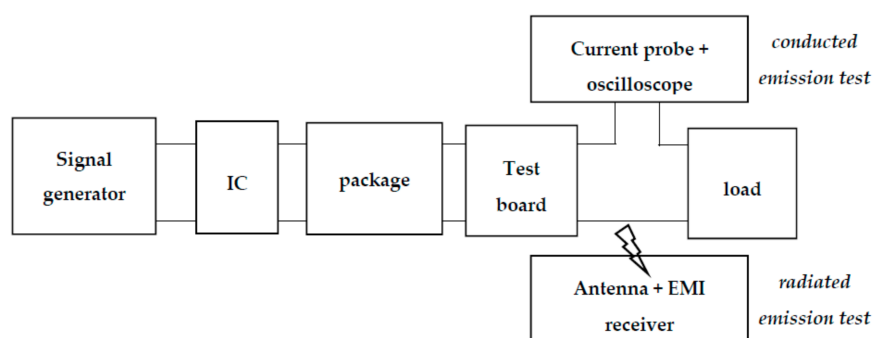 Current probe +
oscilloscope
conducted
emission test
Signal
generator
IC
package
Test
board
load
Antenna + EMI
receiver
radiated
emission test